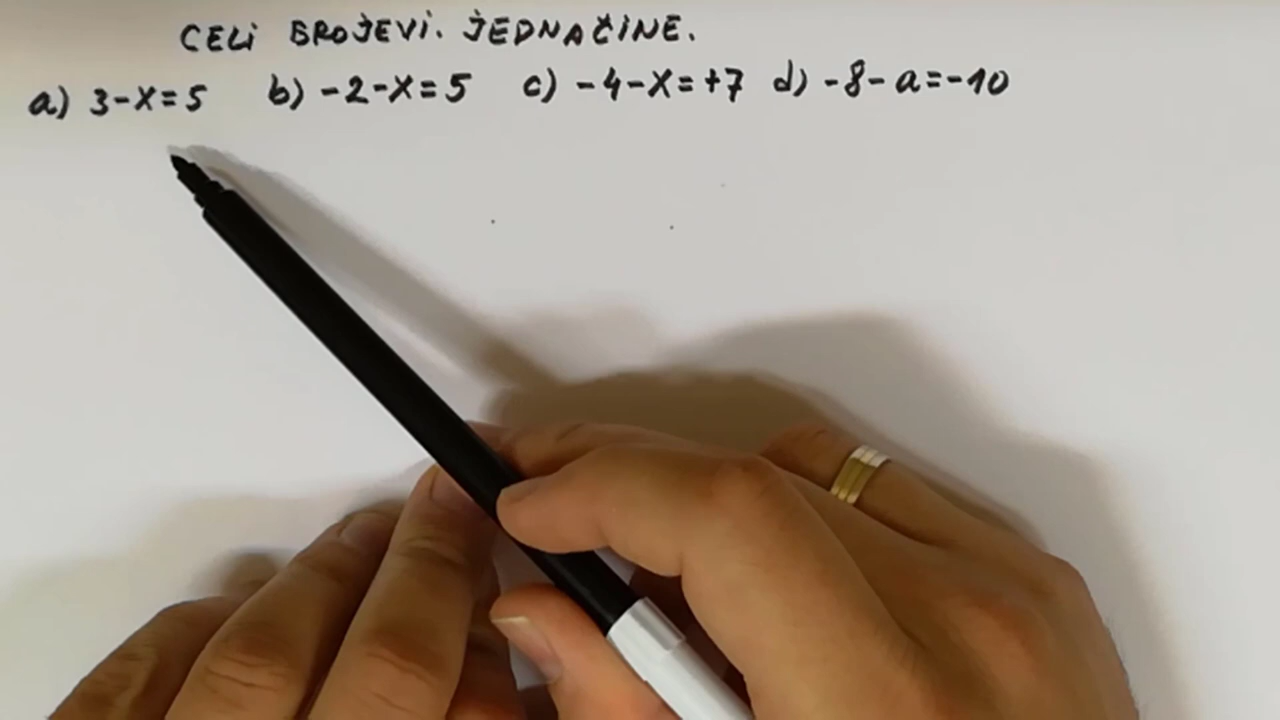 CELI BROJEVI. JEDNAČINE.
a) 3-x=5 b) -2-x=5 c) -4-x=+7 d) -8-a=-10